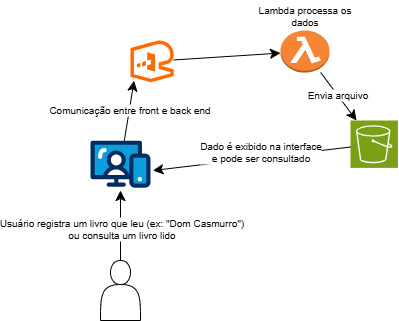 Lambda processa os
dados
Envia arquivo
Comunicação entre front e back end
Dado é exibido na interface
e pode ser consultado
Usuário registra um livro que leu (ex: "Dom Casmurro")
ou consulta um livro lido